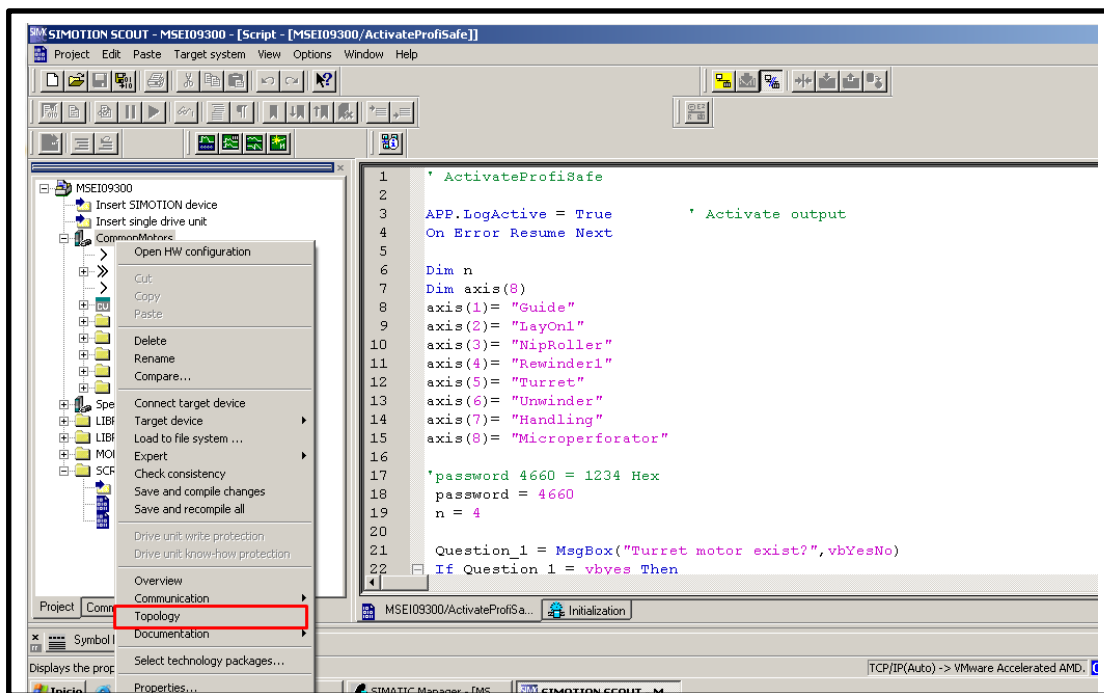 SIMOTION SCOUT - MSEI09300 - [Script - [MSEI09300/ActivateProfiSafe]]
Project Edit Paste Target system View Options Window Help
MSEI09300
Insert SIMOTION device
Insert single drive unit
CommonMotors
CU
Spe
LIBF
LIBF
MOI
SCR
Open HW configuration
Cut
Copy
Paste
Delete
Rename
Compare...
Connect target device
Target device
Load to file system ...
Expert
Check consistency
Save and compile changes
Save and recompile all
Drive unit write protection
Drive unit know-how protection
Overview
Communication
Topology
Documentation
Select technology packages...
Properties...
1 ' ActivateProfiSafe
2
3 APP.LogActive = True ' Activate output
4 On Error Resume Next
5
6 Dim n
7 Dim axis(8)
8 axis(1)= "Guide"
9 axis(2)= "LayOn1"
10 axis(3)= "NipRoller"
11 axis(4)= "Rewinder1"
12 axis(5)= "Turret"
13 axis(6)= "Unwinder"
14 axis(7)= "Handling"
15 axis(8)= "Microperforator"
16
17 'password 4660 = 1234 Hex
18 password = 4660
19 n = 4
20
21 Question_1 = MsgBox("Turret motor exist?",vbYesNo)
22 If Question_1 = vbyes Then
Project Comm
MSEI09300/ActivateProfiSa... Initialization
Symbol
Displays the prop
TCP/IP(Auto) -> VMware Accelerated AMD.
Inicio
SIMATIC Manager - [MS...
SIMOTION SCOUT - M...